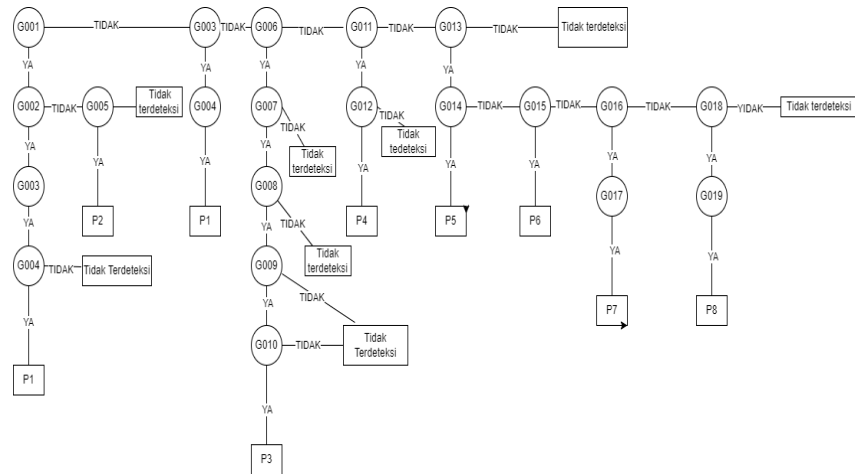 G001
TIDAK
G003
TIDAK
G006
TIDAK
G011
TIDAK
G013
TIDAK
Tidak terdeteksi
YA
YA
YA
YA
YA
G002
TIDAK
G005
TIDAK
Tidak
terdeteksi
G004
G007
TIDAK
Tidak
terdeteksi
G012
TIDAK
Tidak
tedeteksi
G014
TIDAK
G015
TIDAK
G016
TIDAK
G018
YIDAK
Tidak terdeteksi
YA
YA
YA
YA
YA
YA
YA
YA
YA
G003
P2
P1
G008
TIDAK
Tidak
terdeteksi
P4
P5
P6
G017
G019
YA
YA
YA
YA
G004
TIDAK
Tidak Terdeteksi
G009
TIDAK
P7
P8
YA
YA
P1
G010
TIDAK
Tidak
Terdeteksi
YA
P3